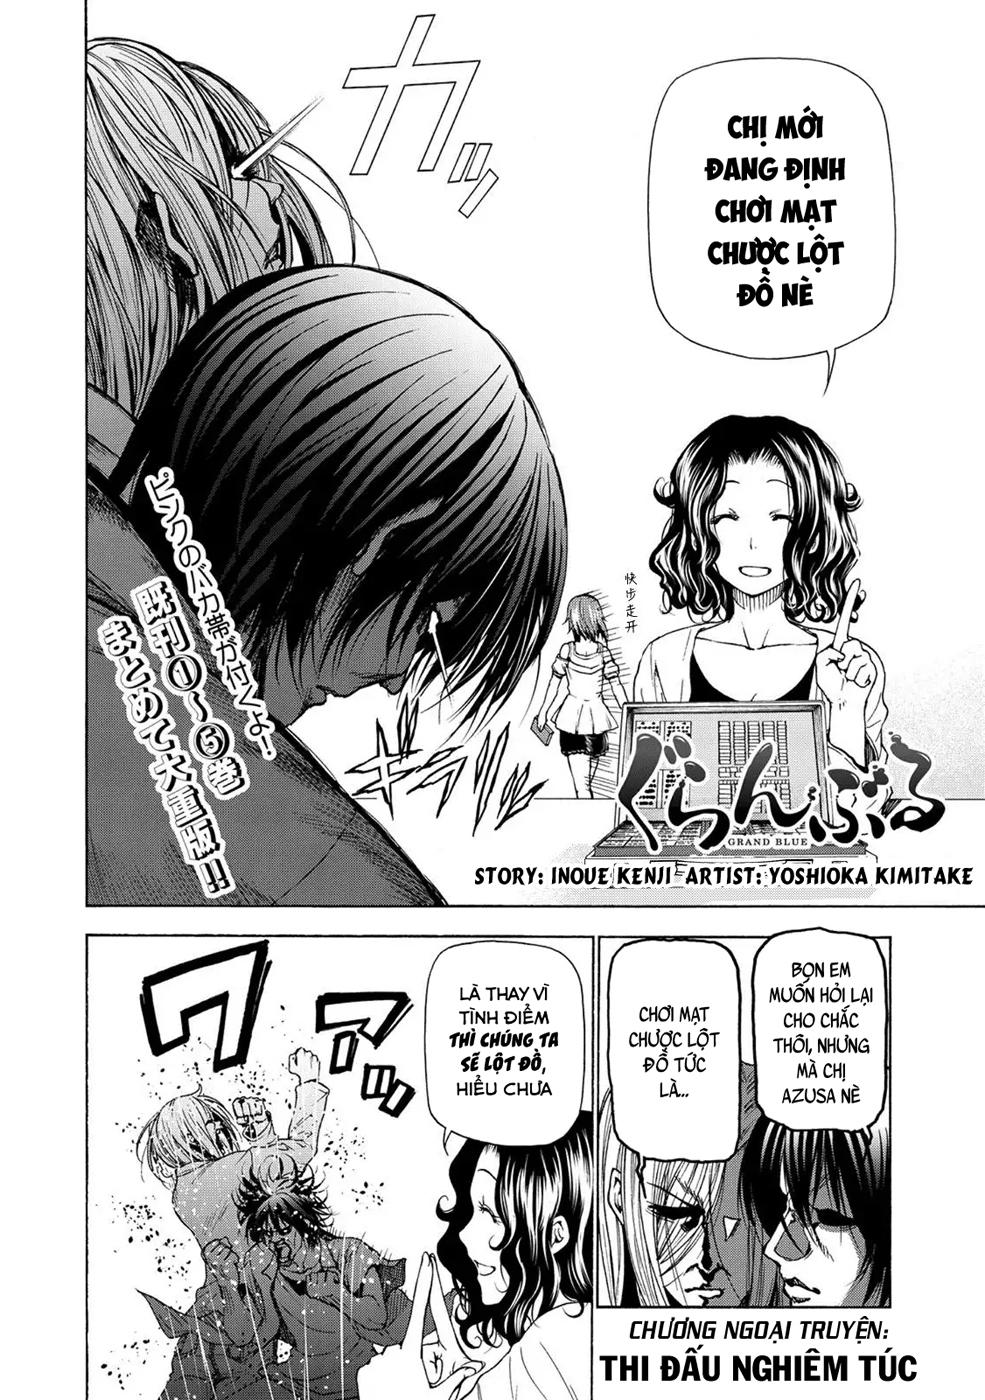 カッ
CHỊ MỚI
ĐANG ĐỊNH
CHƠI MẠT
CHƯỢC LỘT
ĐỒ NÈ
快步走开
ピンクのバカ帯が付くよ!
既刊①~⑤巻
まとめて大重版!!
ぐらんぶる
GRAND BLUE
STORY: INOUE KENJI ARTIST: YOSHIOKA KIMITAKE
BỌN EM
MUỐN HỎI LẠI
CHO CHẮC
THÔI, NHƯNG
MÀ CHỊ
AZUSA NÈ
CHƠI MẠT
CHƯỢC LỘT
ĐỒ TỨC
LÀ...
LÀ THAY VÌ
TÍNH ĐIỂM
THÌ CHÚNG TA
SẼ LỘT ĐỒ,
HIỂU CHƯA
ワアッ
CHƯƠNG NGOẠI TRUYỆN:
THI ĐẤU NGHIÊM TÚC